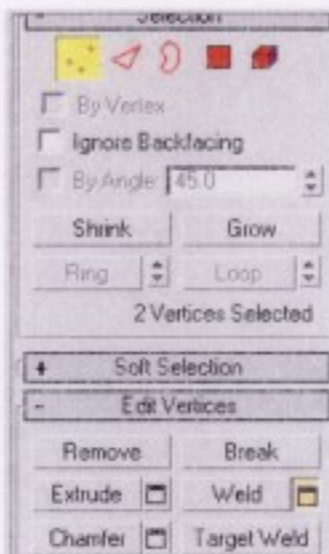 - Selection
By Vertex
Ignore Backfacing
By Angle: 45.0
Shrink Grow
Ring Loop
2 Vertices Selected
+ Soft Selection
- Edit Vertices
Remove Break
Extrude Weld
Chamfer Target Weld